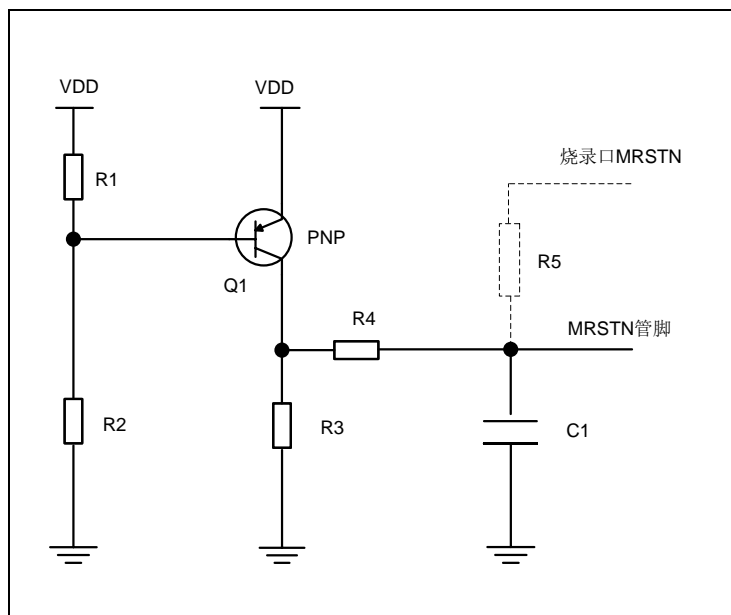 VDD
VDD
烧录口MRSTN
R1
PNP
R5
Q1
R4
MRSTN管脚
R2
R3
C1